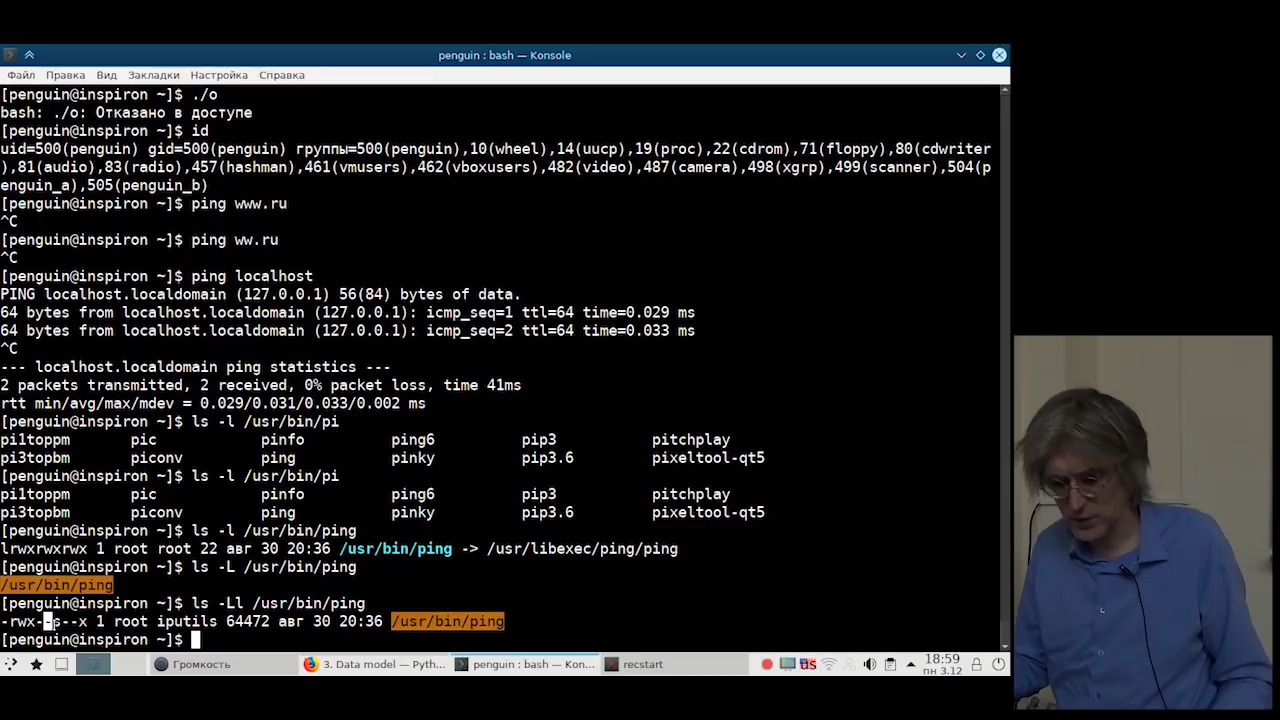 penguin : bash — Konsole
Файл Правка Вид Закладки Настройка Справка
[penguin@inspiron ~]$ ./o
bash: ./o: Отказано в доступе
[penguin@inspiron ~]$ id
uid=500(penguin) gid=500(penguin) группы=500(penguin),10(wheel),14(uucp),19(proc),22(cdrom),71(floppy),80(cdwriter
),81(audio),83(radio),457(hashman),461(vmusers),462(vboxusers),482(video),487(camera),498(xgrp),499(scanner),504(p
enguin_a),505(penguin_b)
[penguin@inspiron ~]$ ping www.ru
^C
[penguin@inspiron ~]$ ping ww.ru
^C
[penguin@inspiron ~]$ ping localhost
PING localhost.localdomain (127.0.0.1) 56(84) bytes of data.
64 bytes from localhost.localdomain (127.0.0.1): icmp_seq=1 ttl=64 time=0.029 ms
64 bytes from localhost.localdomain (127.0.0.1): icmp_seq=2 ttl=64 time=0.033 ms
^C
--- localhost.localdomain ping statistics ---
2 packets transmitted, 2 received, 0% packet loss, time 41ms
rtt min/avg/max/mdev = 0.029/0.031/0.033/0.002 ms
[penguin@inspiron ~]$ ls -l /usr/bin/pi
pi1toppm pic pinfo ping6 pip3 pitchplay
pi3topbm piconv ping pinky pip3.6 pixeltool-qt5
[penguin@inspiron ~]$ ls -l /usr/bin/pi
pi1toppm pic pinfo ping6 pip3 pitchplay
pi3topbm piconv ping pinky pip3.6 pixeltool-qt5
[penguin@inspiron ~]$ ls -l /usr/bin/ping
lrwxrwxrwx 1 root root 22 авг 30 20:36 /usr/bin/ping -> /usr/libexec/ping/ping
[penguin@inspiron ~]$ ls -L /usr/bin/ping
/usr/bin/ping
[penguin@inspiron ~]$ ls -Ll /usr/bin/ping
-rwx--s--x 1 root iputils 64472 авг 30 20:36 /usr/bin/ping
[penguin@inspiron ~]$
Громкость 3. Data model — Pyth... penguin : bash — Kon... recstart us 18:59
пн 3.12